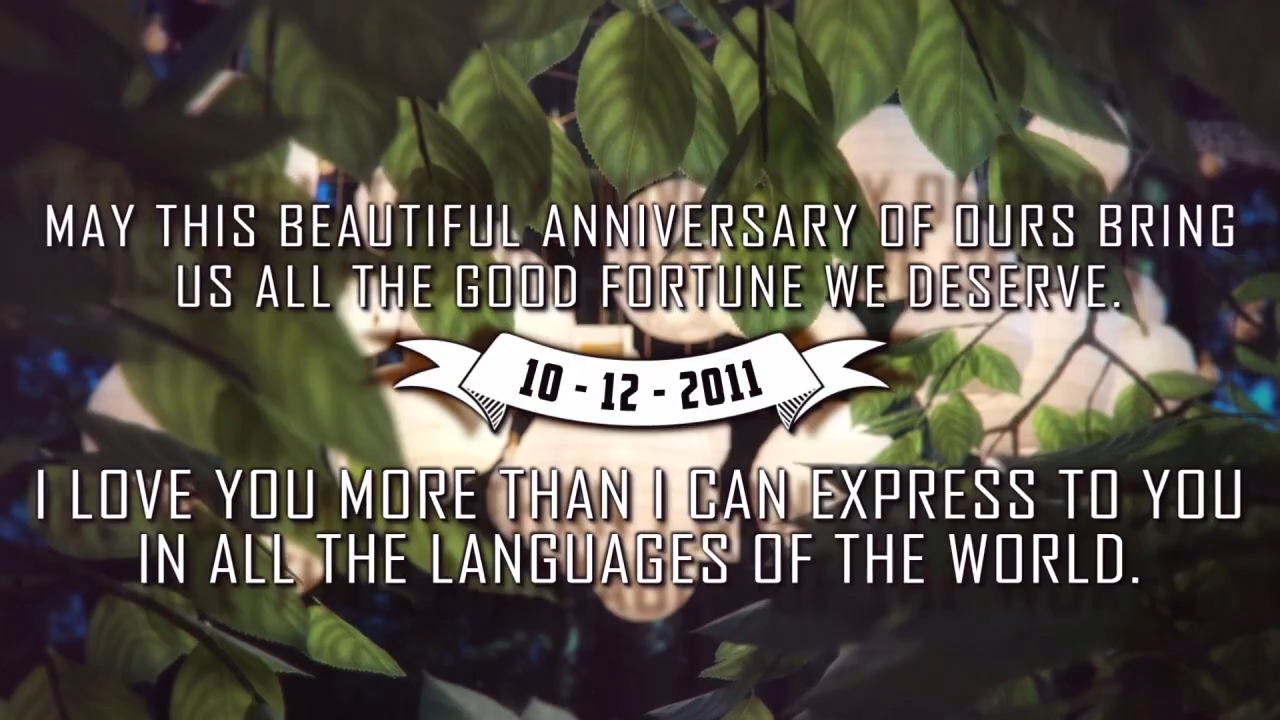 MAY THIS BEAUTIFUL ANNIVERSARY OF OURS BRING
US ALL THE GOOD FORTUNE WE DESERVE.
10 - 12 - 2011
I LOVE YOU MORE THAN I CAN EXPRESS TO YOU
IN ALL THE LANGUAGES OF THE WORLD.